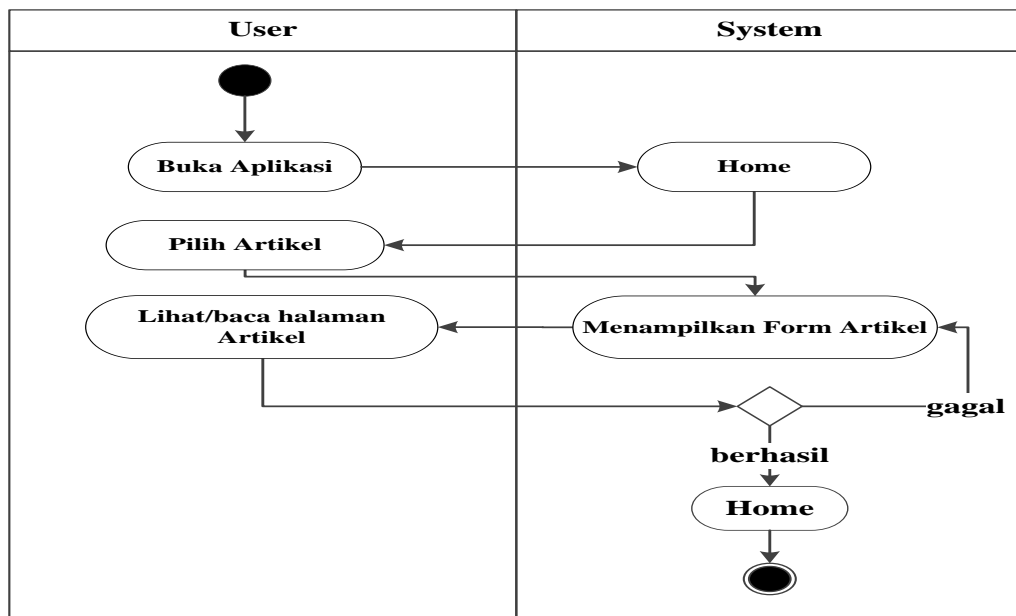 User
System
Buka Aplikasi
Home
Pilih Artikel
Lihat/baca halaman
Artikel
Menampilkan Form Artikel
gagal
berhasil
Home